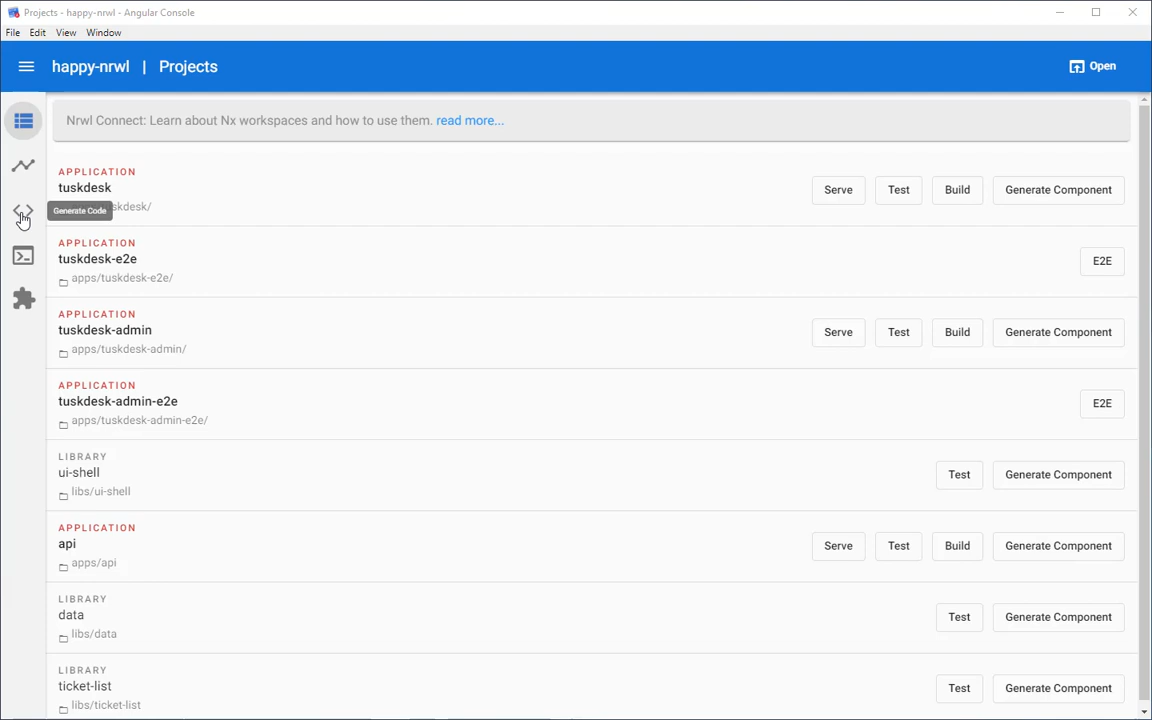 Projects - happy-nrwl - Angular Console
File Edit View Window
happy-nrwl | Projects
Open
Nrwl Connect: Learn about Nx workspaces and how to use them. read more...
APPLICATION
tuskdesk
Serve Test Build Generate Component
Generate Code
skdesk/
APPLICATION
tuskdesk-e2e
E2E
apps/tuskdesk-e2e/
APPLICATION
tuskdesk-admin
Serve Test Build Generate Component
apps/tuskdesk-admin/
APPLICATION
tuskdesk-admin-e2e
E2E
apps/tuskdesk-admin-e2e/
LIBRARY
ui-shell
Test Generate Component
libs/ui-shell
APPLICATION
api
Serve Test Build Generate Component
apps/api
LIBRARY
data
Test Generate Component
libs/data
LIBRARY
ticket-list
Test Generate Component
libs/ticket-list